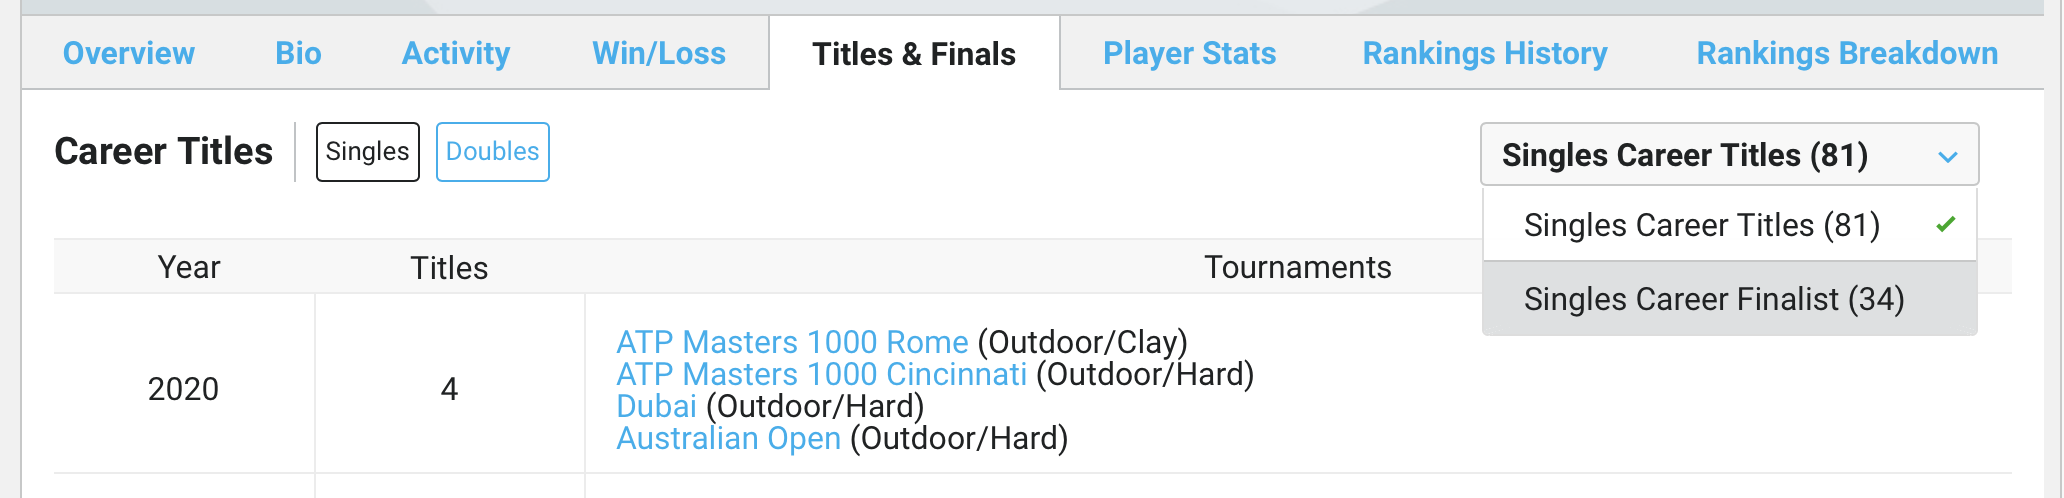 Overview Bio Activity Win/Loss Titles & Finals Player Stats Rankings History Rankings Breakdown
Career Titles Singles Doubles Singles Career Titles (81)
Singles Career Titles (81)
Singles Career Finalist (34)
Year Titles Tournaments
2020 4
ATP Masters 1000 Rome (Outdoor/Clay)
ATP Masters 1000 Cincinnati (Outdoor/Hard)
Dubai (Outdoor/Hard)
Australian Open (Outdoor/Hard)